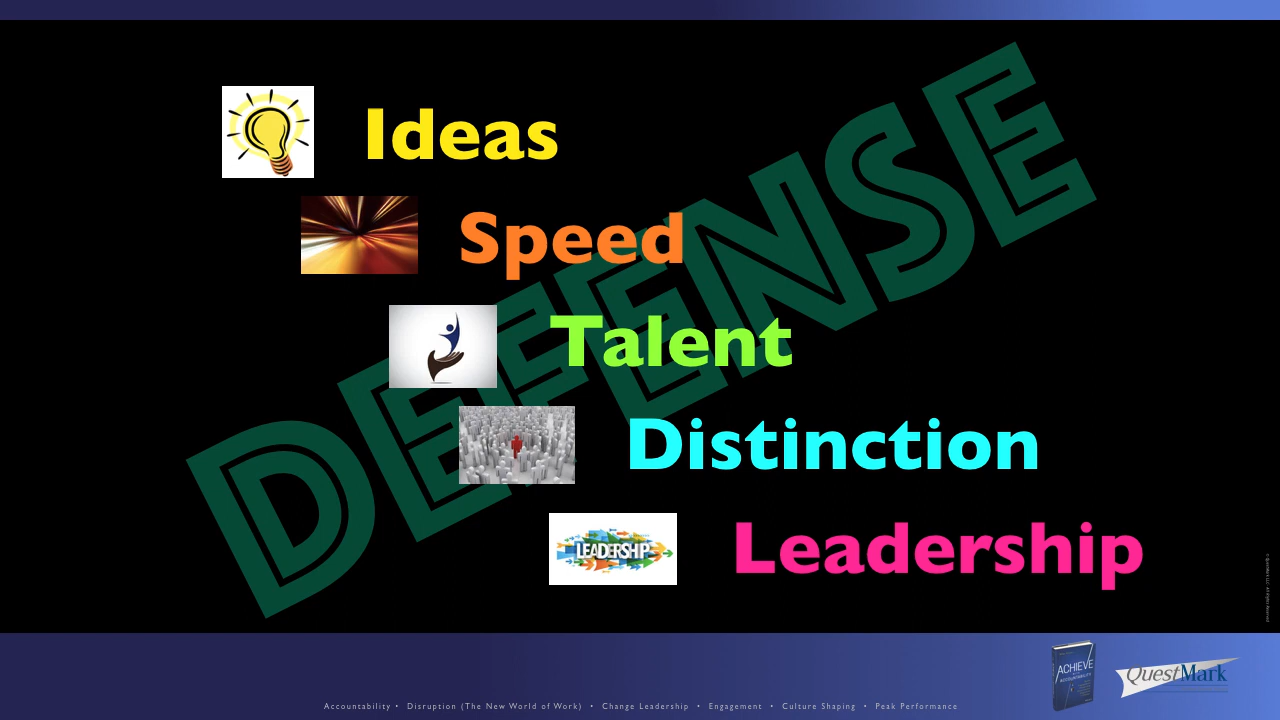 DEFENSE
Ideas
Speed
Talent
Distinction
LEADERSHIP
Leadership
ACHIEVE
ACCOUNTABILITY
QuestMark
Accountability • Disruption (The New World of Work) • Change Leadership • Engagement • Culture Shaping • Peak Performance